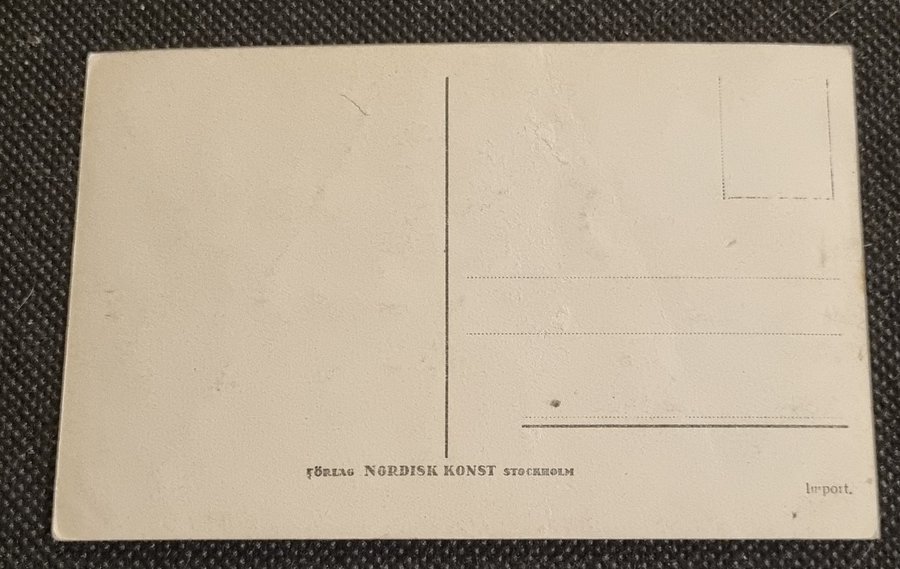 FÖRLAG NORDISK KONST STOCKHOLM
Import.